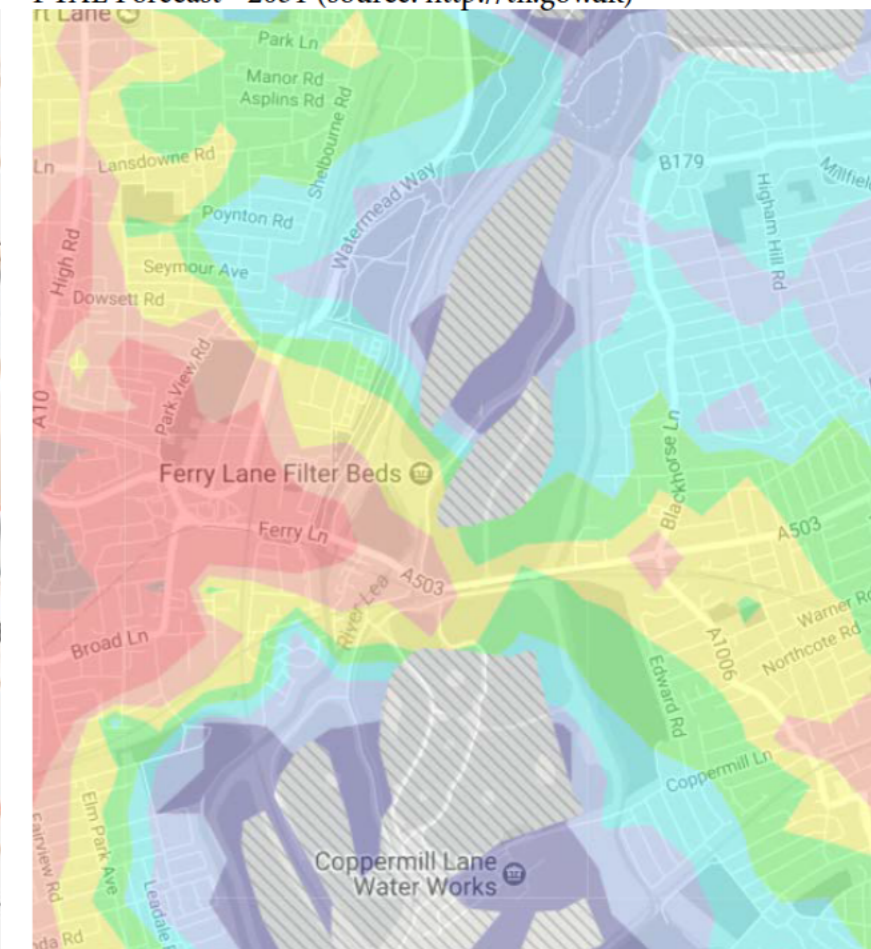 rt Lane
Park Ln
Manor Rd
Asplins Rd
Shelbourne Rd
Ln
Lansdowne Rd
B179
Watermead Way
Higham Hill Rd
Poynton Rd
High Rd
Seymour Ave
Dowsett Rd
Park View Rd
A10
Blackhorse Ln
Ferry Lane Filter Beds
Ferry Ln
A503
A503
River Lea
Broad Ln
A1006
Northcote Rd
Edward Rd
Coppermill Ln
Elm Park Ave
Fairview Rd
Coppermill Lane
Water Works